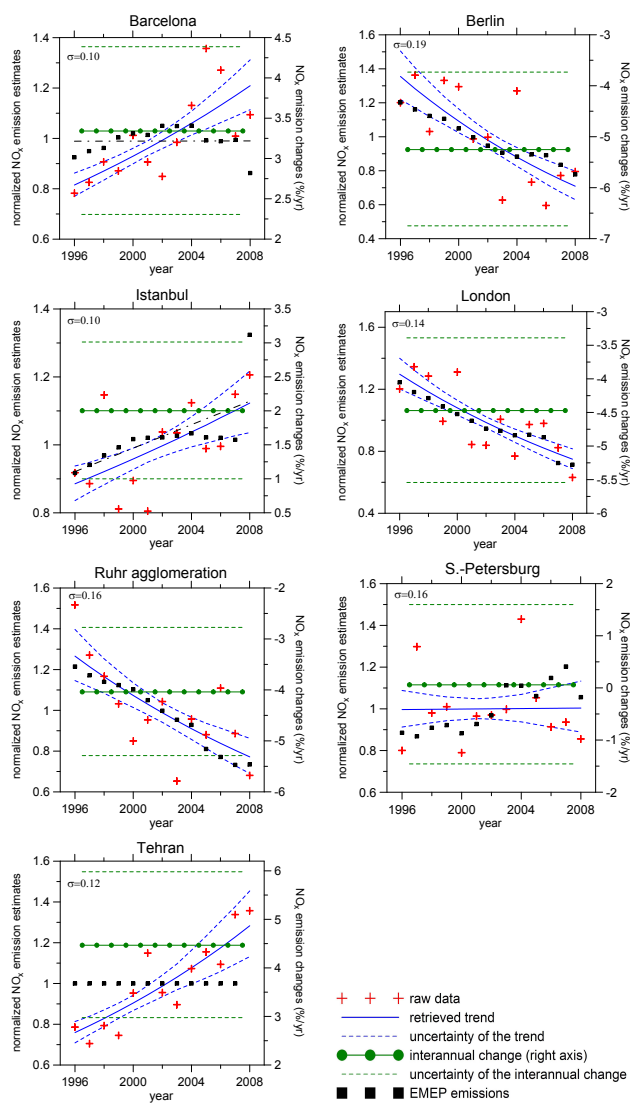 Barcelona
σ=0.10
normalized NOx emission estimates
1.4
1.2
1
0.8
0.6
4.5
4
3.5
3
2.5
2
NOx emission changes (%/yr)
1996 2000 2004 2008
year
Berlin
σ=0.19
normalized NOx emission estimates
1.6
1.4
1.2
1.0
0.8
0.6
0.4
-3
-4
-5
-6
-7
NOx emission changes (%/yr)
1996 2000 2004 2008
year
Istanbul
σ=0.10
normalized NOx emission estimates
1.4
1.2
1
0.8
3.5
3
2.5
2
1.5
1
0.5
NOx emission changes (%/yr)
1996 2000 2004 2008
year
London
σ=0.14
normalized NOx emission estimates
1.6
1.2
0.8
0.4
-3
-3.5
-4
-4.5
-5
-5.5
-6
NOx emission changes (%/yr)
1996 2000 2004 2008
year
Ruhr agglomeration
σ=0.16
normalized NOx emission estimates
1.6
1.4
1.2
1
0.8
0.6
-2
-3
-4
-5
-6
NOx emission changes (%/yr)
1996 2000 2004 2008
year
S.-Petersburg
σ=0.16
normalized NOx emission estimates
1.6
1.4
1.2
1
0.8
0.6
2
1
0
-1
-2
NOx emission changes (%/yr)
1996 2000 2004 2008
year
Tehran
σ=0.12
normalized NOx emission estimates
1.6
1.4
1.2
1
0.8
0.6
6
5
4
3
2
NOx emission changes (%/yr)
1996 2000 2004 2008
year
raw data
retrieved trend
uncertainty of the trend
interannual change (right axis)
uncertainty of the interannual change
EMEP emissions